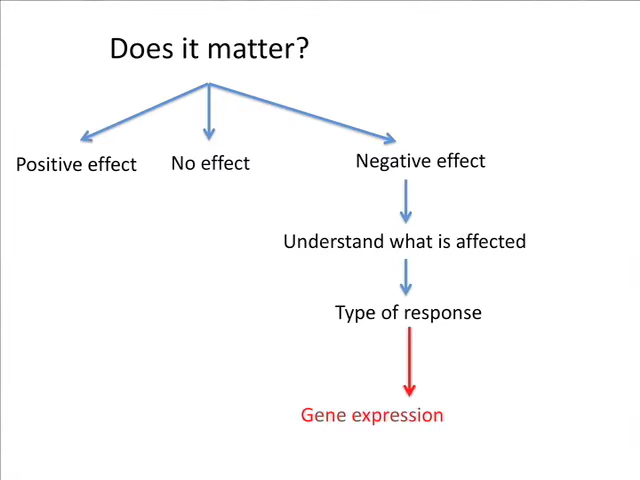 Does it matter?
Positive effect
No effect
Negative effect
Understand what is affected
Type of response
Gene expression